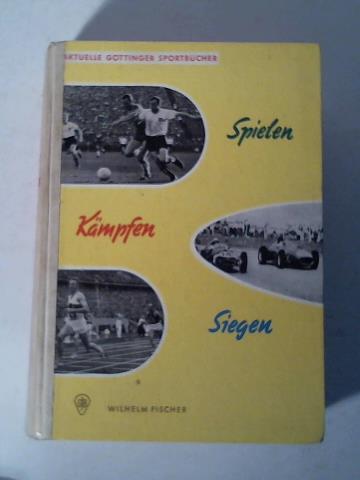 AKTUELLE GÖTTINGER SPORTBÜCHER
Spielen
Kämpfen
Siegen
WILHELM FISCHER